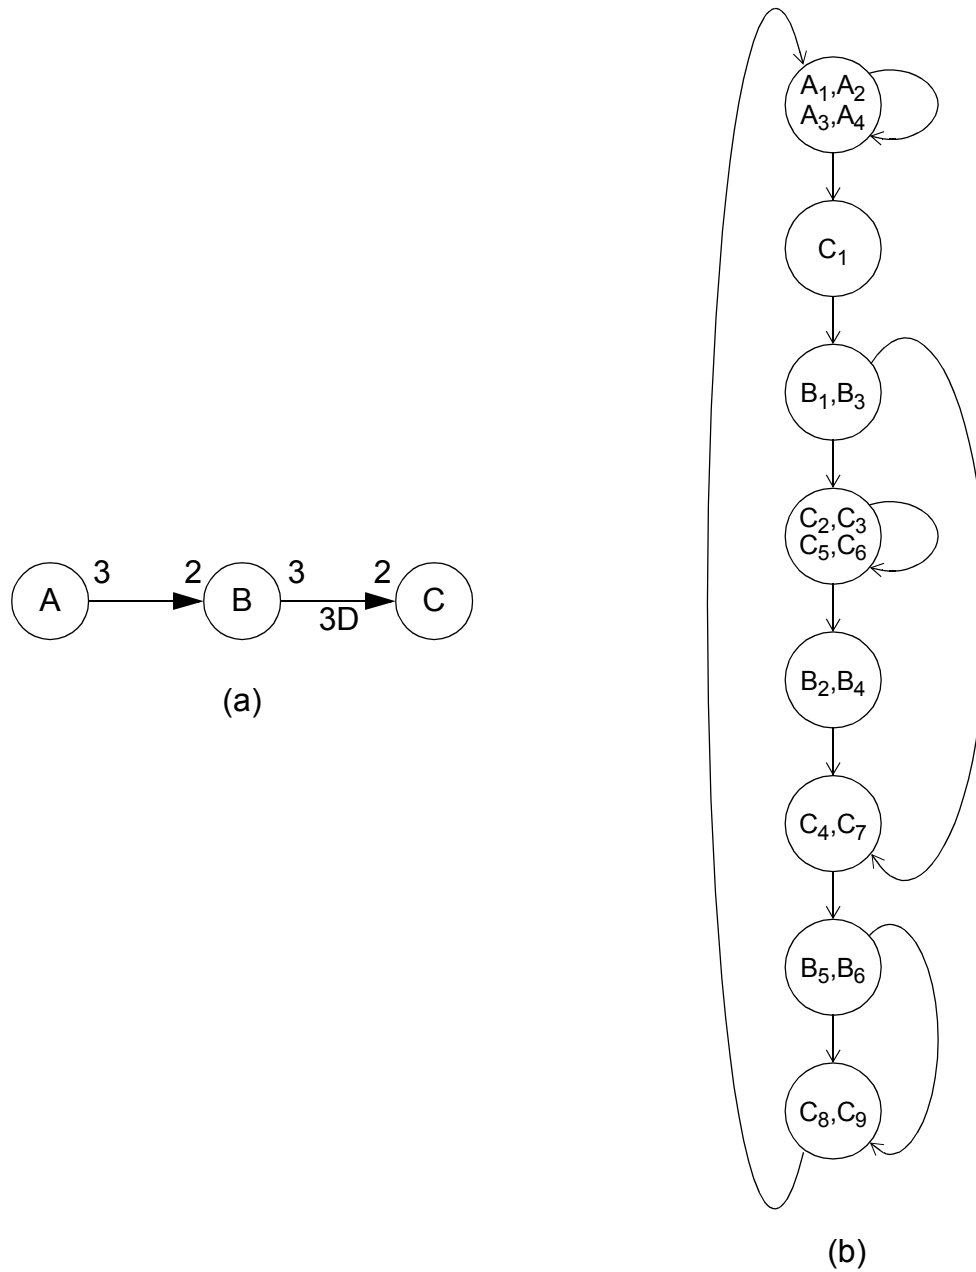 A 3 2 B 3 2 C
3D
(a)
A₁,A₂
A₃,A₄
C₁
B₁,B₃
C₂,C₃
C₅,C₆
B₂,B₄
C₄,C₇
B₅,B₆
C₈,C₉
(b)